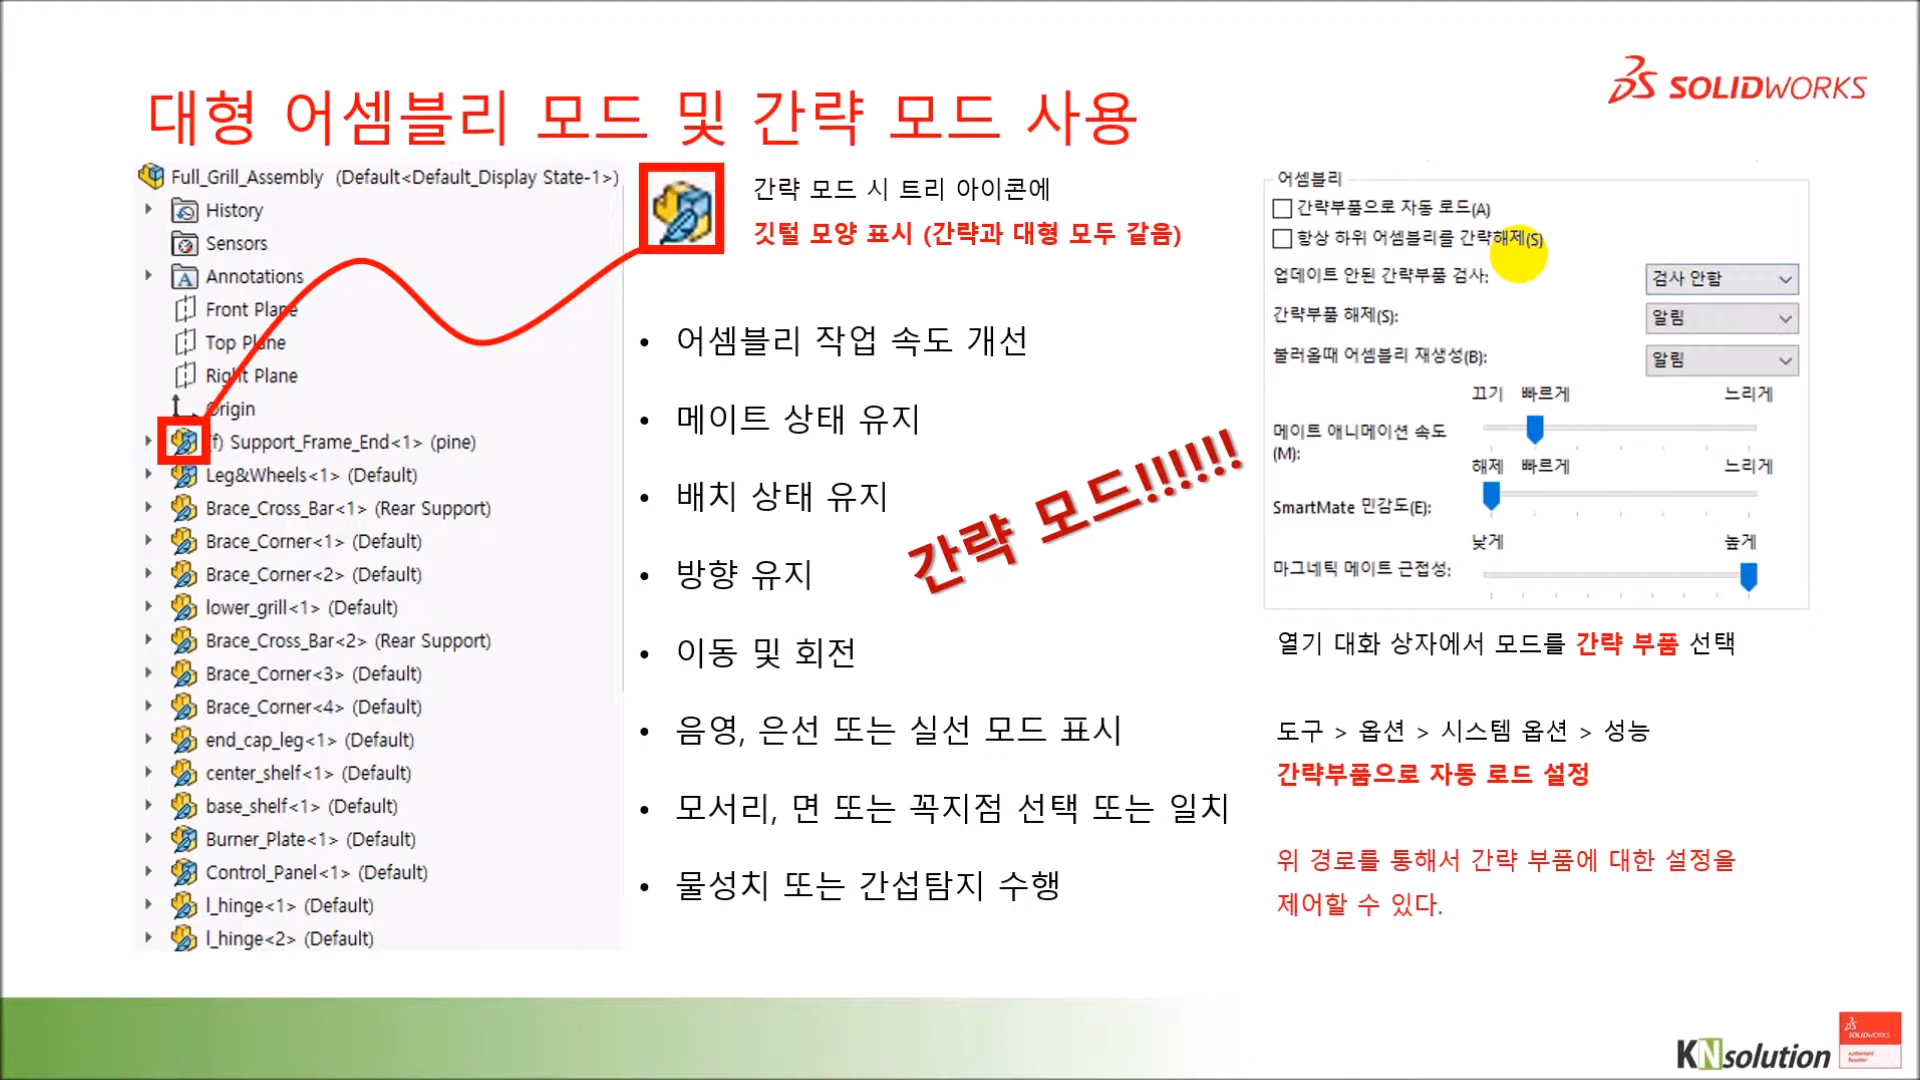 대형 어셈블리 모드 및 간략 모드 사용
SOLIDWORKS
Full_Grill_Assembly (Default<Default_Display State-1>)
History
Sensors
Annotations
Front Plane
Top Plane
Right Plane
Origin
(f) Support_Frame_End<1> (pine)
Leg&Wheels<1> (Default)
Brace_Cross_Bar<1> (Rear Support)
Brace_Corner<1> (Default)
Brace_Corner<2> (Default)
lower_grill<1> (Default)
Brace_Cross_Bar<2> (Rear Support)
Brace_Corner<3> (Default)
Brace_Corner<4> (Default)
end_cap_leg<1> (Default)
center_shelf<1> (Default)
base_shelf<1> (Default)
Burner_Plate<1> (Default)
Control_Panel<1> (Default)
l_hinge<1> (Default)
l_hinge<2> (Default)
간략 모드 시 트리 아이콘에
깃털 모양 표시 (간략과 대형 모두 같음)
• 어셈블리 작업 속도 개선
• 메이트 상태 유지
• 배치 상태 유지
• 방향 유지
• 이동 및 회전
• 음영, 은선 또는 실선 모드 표시
• 모서리, 면 또는 꼭지점 선택 또는 일치
• 물성치 또는 간섭탐지 수행
간략 모드!!!!!!
어셈블리
간략부품으로 자동 로드(A)
항상 하위 어셈블리를 간략해제(S)
업데이트 안된 간략부품 검사: 검사 안함
간략부품 해제(S): 알림
불러올때 어셈블리 재생성(B): 알림
끄기 빠르게 느리게
메이트 애니메이션 속도
(M):
해제 빠르게 느리게
SmartMate 민감도(E):
낮게 높게
마그네틱 메이트 근접성:
열기 대화 상자에서 모드를 간략 부품 선택
도구 > 옵션 > 시스템 옵션 > 성능
간략부품으로 자동 로드 설정
위 경로를 통해서 간략 부품에 대한 설정을
제어할 수 있다.
KNsolution
SOLIDWORKS
Authorized
Reseller